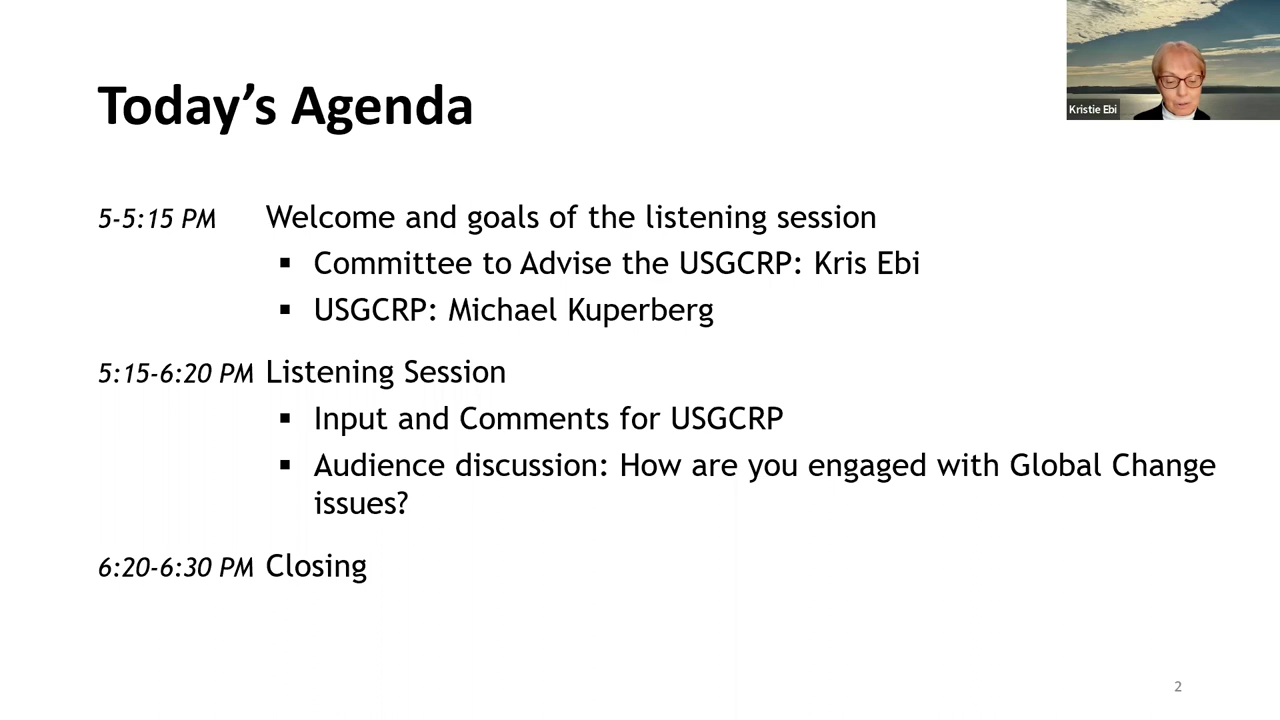 Today's Agenda
Kristie Ebi
5-5:15 PM Welcome and goals of the listening session
▪ Committee to Advise the USGCRP: Kris Ebi
▪ USGCRP: Michael Kuperberg
5:15-6:20 PM Listening Session
▪ Input and Comments for USGCRP
▪ Audience discussion: How are you engaged with Global Change
issues?
6:20-6:30 PM Closing
2